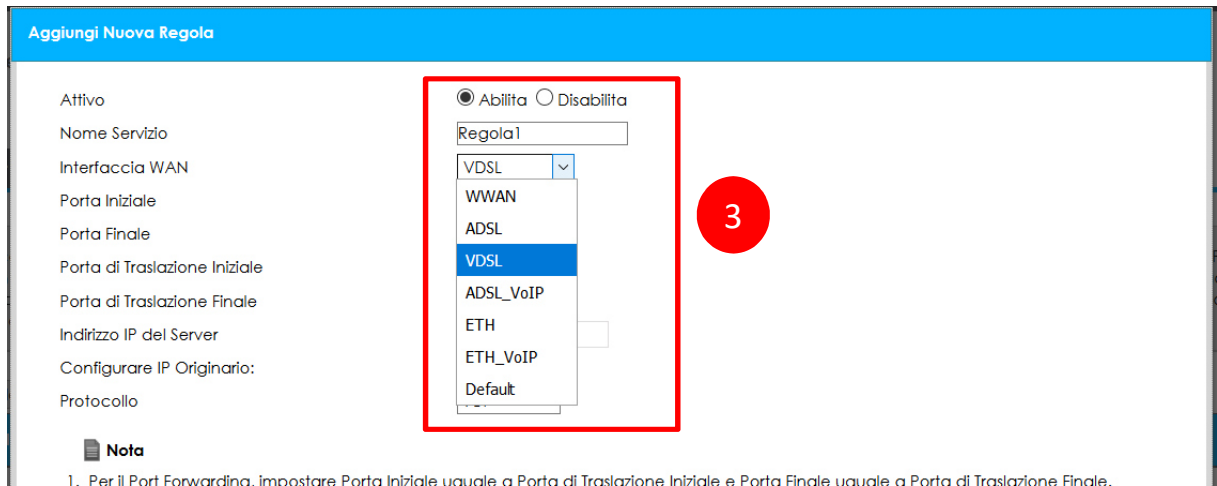 Aggiungi Nuova Regola
Attivo Abilita Disabilita
Nome Servizio Regola1
Interfaccia WAN VDSL
Porta Iniziale WWAN
Porta Finale ADSL
Porta di Traslazione Iniziale VDSL
Porta di Traslazione Finale ADSL_VoIP
Indirizzo IP del Server ETH
Configurare IP Originario: ETH_VoIP
Protocollo Default
3
Nota
1. Per il Port Forwarding, impostare Porta Iniziale uguale a Porta di Traslazione Iniziale e Porta Finale uguale a Porta di Traslazione Finale.